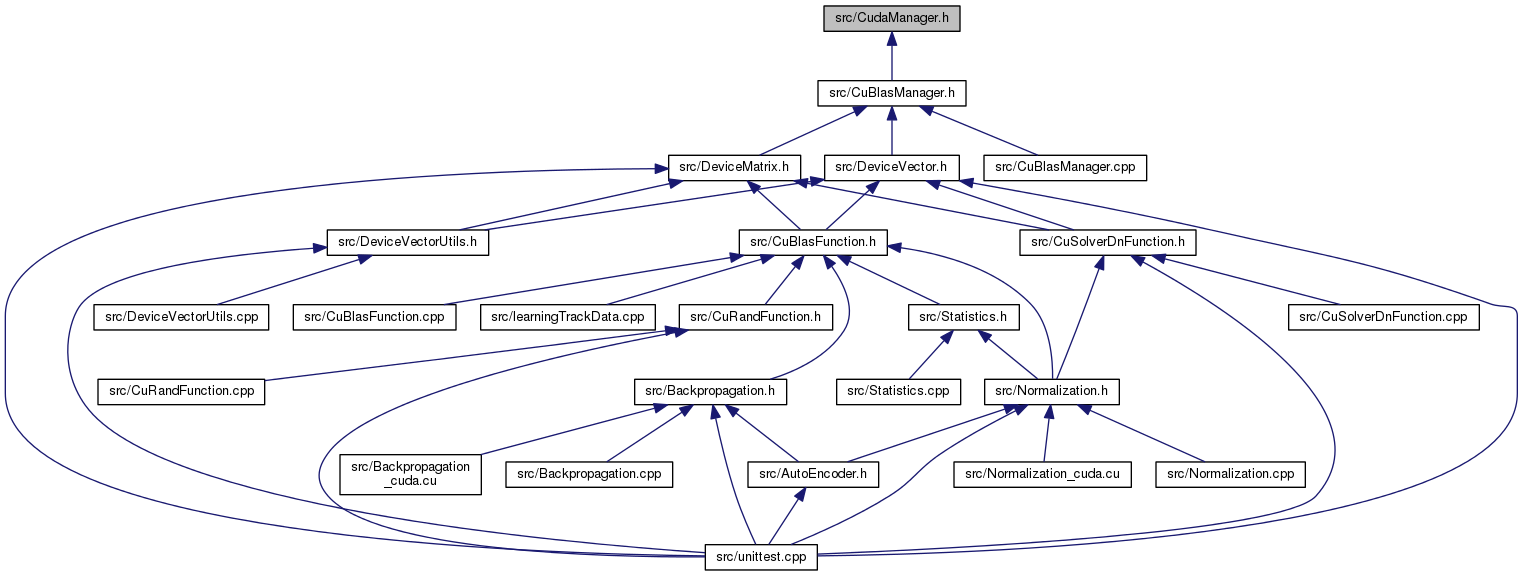 src/CudaManager.h
src/CuBlasManager.h
src/DeviceMatrix.h
src/DeviceVector.h
src/CuBlasManager.cpp
src/DeviceVectorUtils.h
src/CuBlasFunction.h
src/CuSolverDnFunction.h
src/DeviceVectorUtils.cpp
src/CuBlasFunction.cpp
src/learningTrackData.cpp
src/CuRandFunction.h
src/Statistics.h
src/CuSolverDnFunction.cpp
src/CuRandFunction.cpp
src/Backpropagation.h
src/Statistics.cpp
src/Normalization.h
src/Backpropagation
_cuda.cu
src/Backpropagation.cpp
src/AutoEncoder.h
src/Normalization_cuda.cu
src/Normalization.cpp
src/unittest.cpp